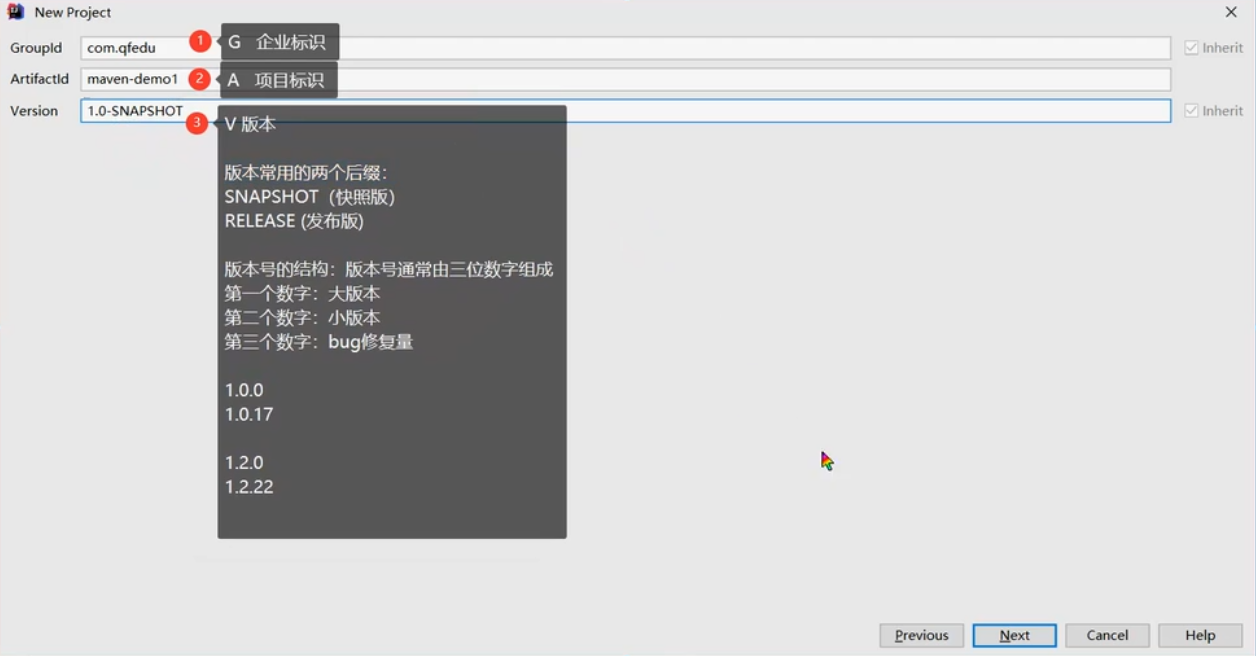 New Project
GroupId com.qfedu 1 G 企业标识 Inherit
ArtifactId maven-demo1 2 A 项目标识
Version 1.0-SNAPSHOT Inherit
3 V 版本
版本常用的两个后缀：
SNAPSHOT（快照版）
RELEASE (发布版)
版本号的结构：版本号通常由三位数字组成
第一个数字：大版本
第二个数字：小版本
第三个数字：bug修复量
1.0.0
1.0.17
1.2.0
1.2.22
Previous Next Cancel Help